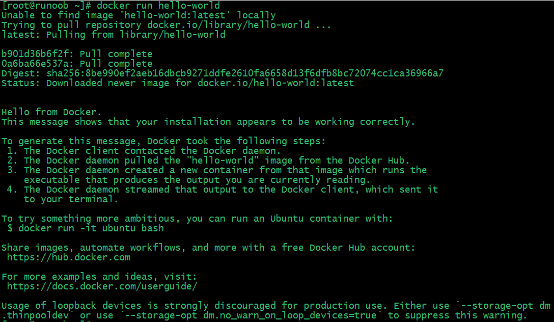 [root@runoob ~]# docker run hello-world
Unable to find image 'hello-world:latest' locally
Trying to pull repository docker.io/library/hello-world ...
latest: Pulling from library/hello-world
b901d36b6f2f: Pull complete
0a6ba66e537a: Pull complete
Digest: sha256:8be990ef2aeb16dbcb9271ddfe2610fa6658d13f6dfb8bc72074cc1ca36966a7
Status: Downloaded newer image for docker.io/hello-world:latest
Hello from Docker.
This message shows that your installation appears to be working correctly.
To generate this message, Docker took the following steps:
1. The Docker client contacted the Docker daemon.
2. The Docker daemon pulled the "hello-world" image from the Docker Hub.
3. The Docker daemon created a new container from that image which runs the
executable that produces the output you are currently reading.
4. The Docker daemon streamed that output to the Docker client, which sent it
to your terminal.
To try something more ambitious, you can run an Ubuntu container with:
$ docker run -it ubuntu bash
Share images, automate workflows, and more with a free Docker Hub account:
https://hub.docker.com
For more examples and ideas, visit:
https://docs.docker.com/userguide/
Usage of loopback devices is strongly discouraged for production use. Either use `--storage-opt dm
.thinpooldev` or use `--storage-opt dm.no_warn_on_loop_devices=true` to suppress this warning.